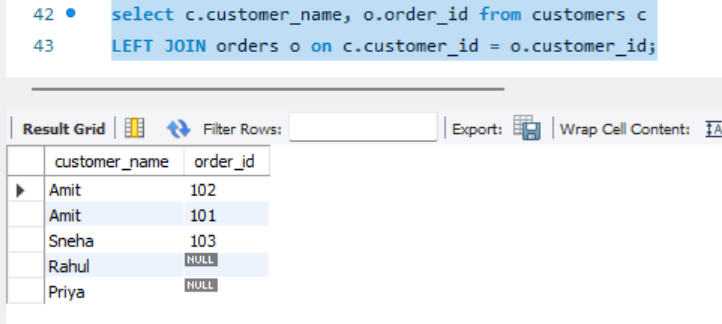 42 select c.customer_name, o.order_id from customers c
43 LEFT JOIN orders o on c.customer_id = o.customer_id;
Result Grid Filter Rows: Export: Wrap Cell Content:
customer_name order_id
Amit 102
Amit 101
Sneha 103
Rahul NULL
Priya NULL